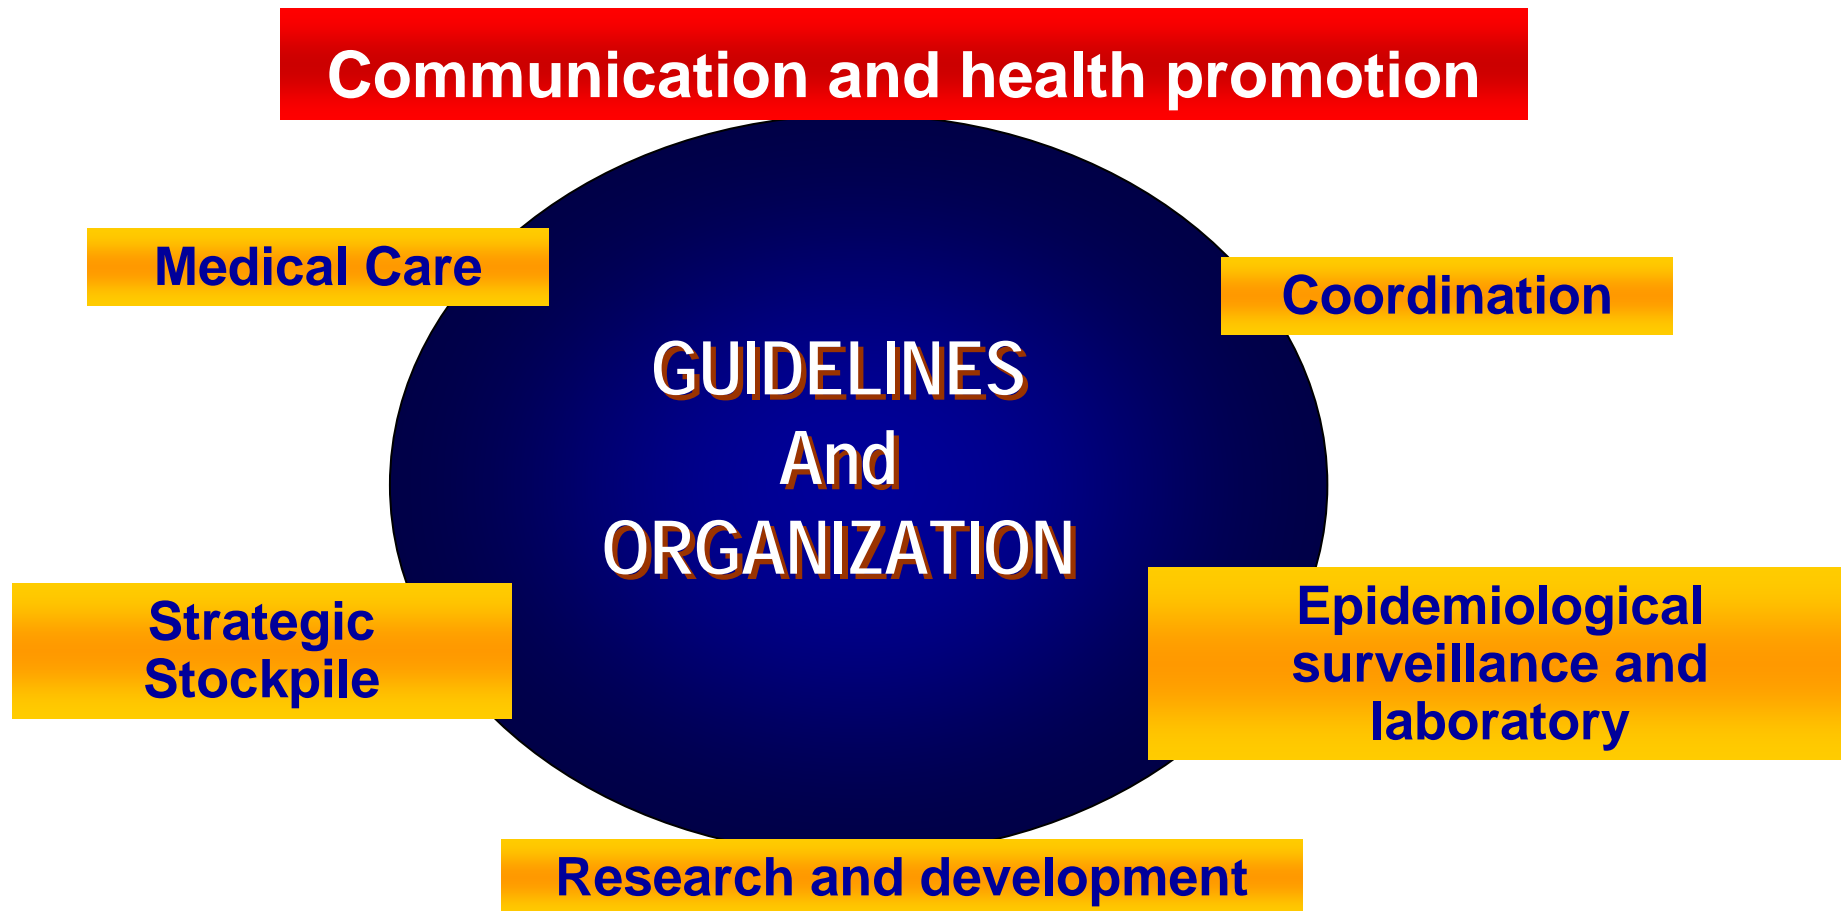 Communication and health promotion
Medical Care
Coordination
GUIDELINES
And
ORGANIZATION
Strategic
Stockpile
Epidemiological
surveillance and
laboratory
Research and development